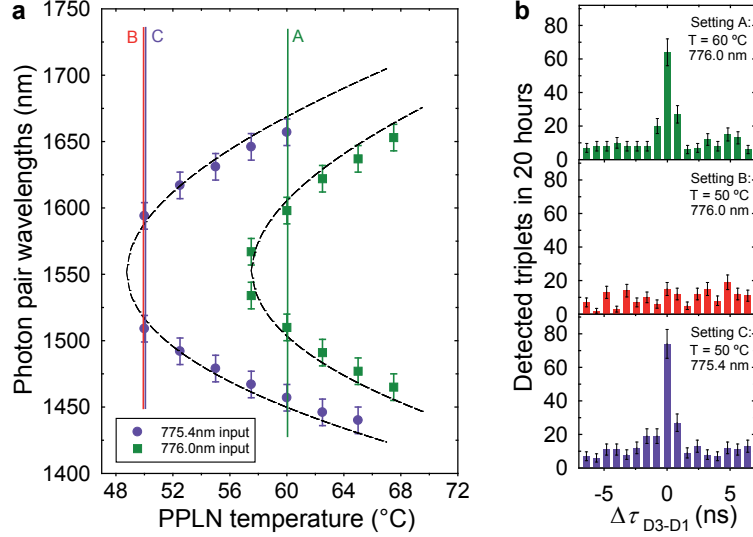 a
B C A
1750
1700
1650
1600
1550
1500
1450
1400
Photon pair wavelengths (nm)
775.4nm input
776.0nm input
48 52 56 60 64 68 72
PPLN temperature (°C)
b
Setting A:
T = 60 ºC
776.0 nm
80
60
40
20
0
Setting B:
T = 50 ºC
776.0 nm
80
60
40
20
0
Setting C:
T = 50 ºC
775.4 nm
80
60
40
20
0
Detected triplets in 20 hours
-5 0 5
Δτ D3-D1 (ns)